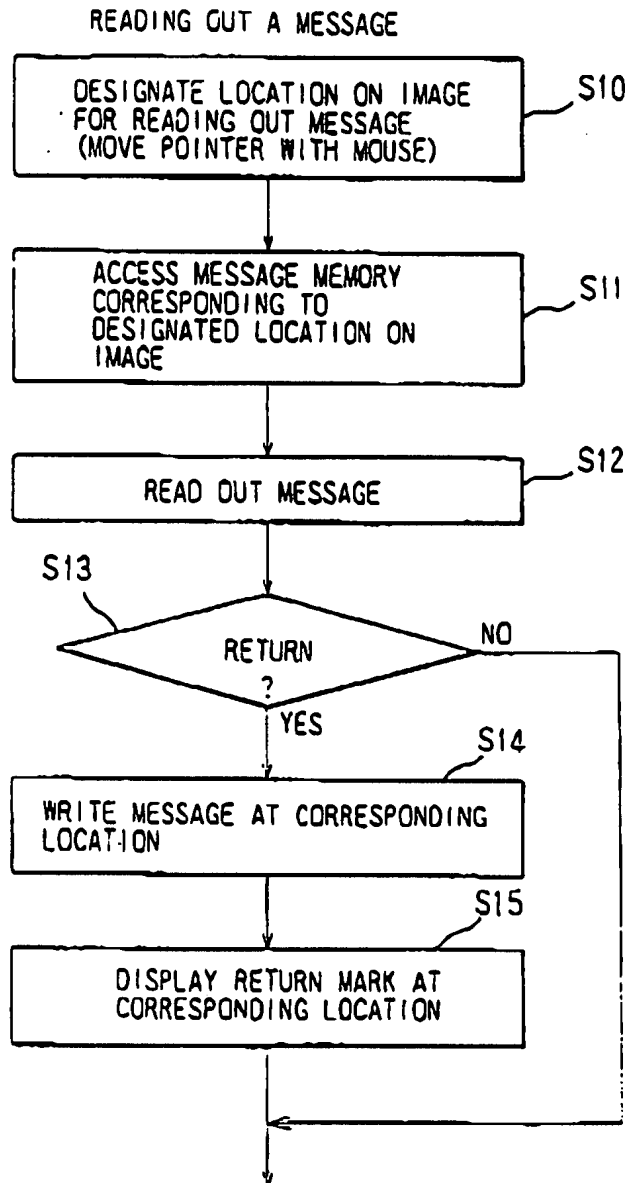 READING OUT A MESSAGE
DESIGNATE LOCATION ON IMAGE
FOR READING OUT MESSAGE
(MOVE POINTER WITH MOUSE)
S10
ACCESS MESSAGE MEMORY
CORRESPONDING TO
DESIGNATED LOCATION ON
IMAGE
S11
READ OUT MESSAGE
S12
S13
RETURN
?
NO
YES
S14
WRITE MESSAGE AT CORRESPONDING
LOCATION
S15
DISPLAY RETURN MARK AT
CORRESPONDING LOCATION